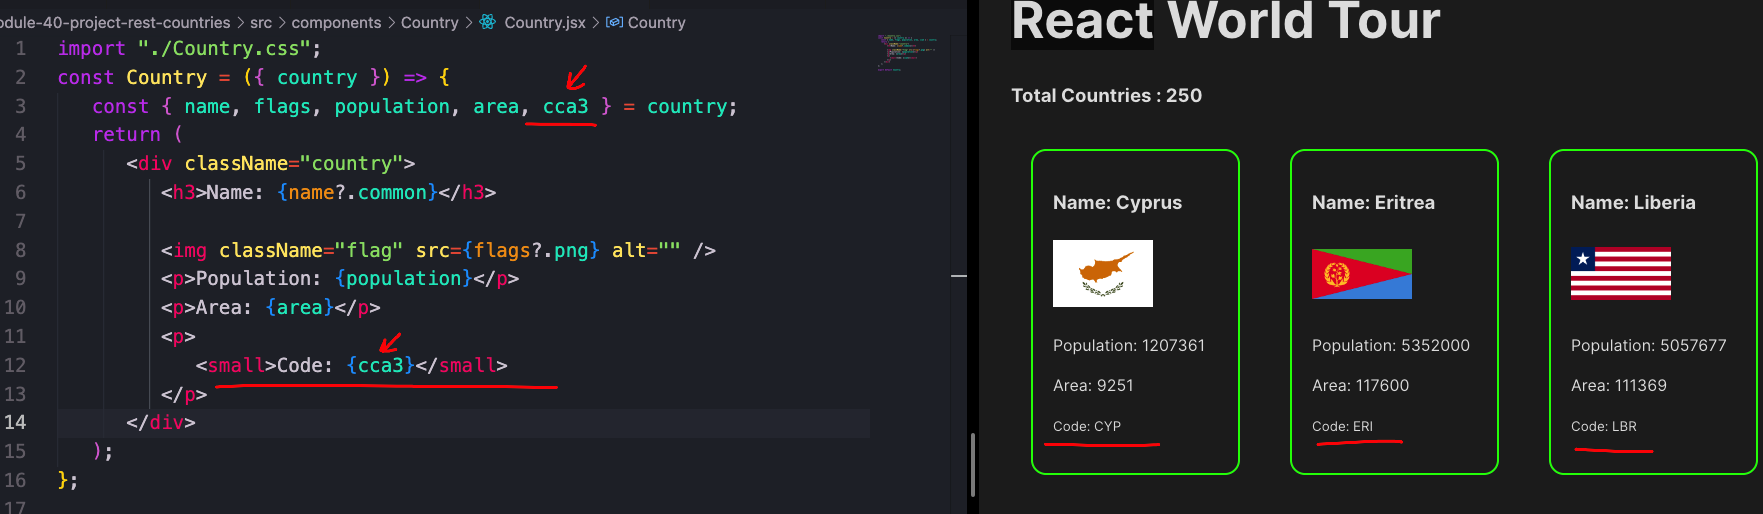 odule-40-project-rest-countries > src > components > Country > Country.jsx > Country
1 import "./Country.css";
2 const Country = ({ country }) => {
3 const { name, flags, population, area, cca3 } = country;
4 return (
5 <div className="country">
6 <h3>Name: {name?.common}</h3>
7
8 <img className="flag" src={flags?.png} alt="" />
9 <p>Population: {population}</p>
10 <p>Area: {area}</p>
11 <p>
12 <small>Code: {cca3}</small>
13 </p>
14 </div>
15 );
16 };
17
React World Tour
Total Countries : 250
Name: Cyprus
Population: 1207361
Area: 9251
Code: CYP
Name: Eritrea
Population: 5352000
Area: 117600
Code: ERI
Name: Liberia
Population: 5057677
Area: 111369
Code: LBR